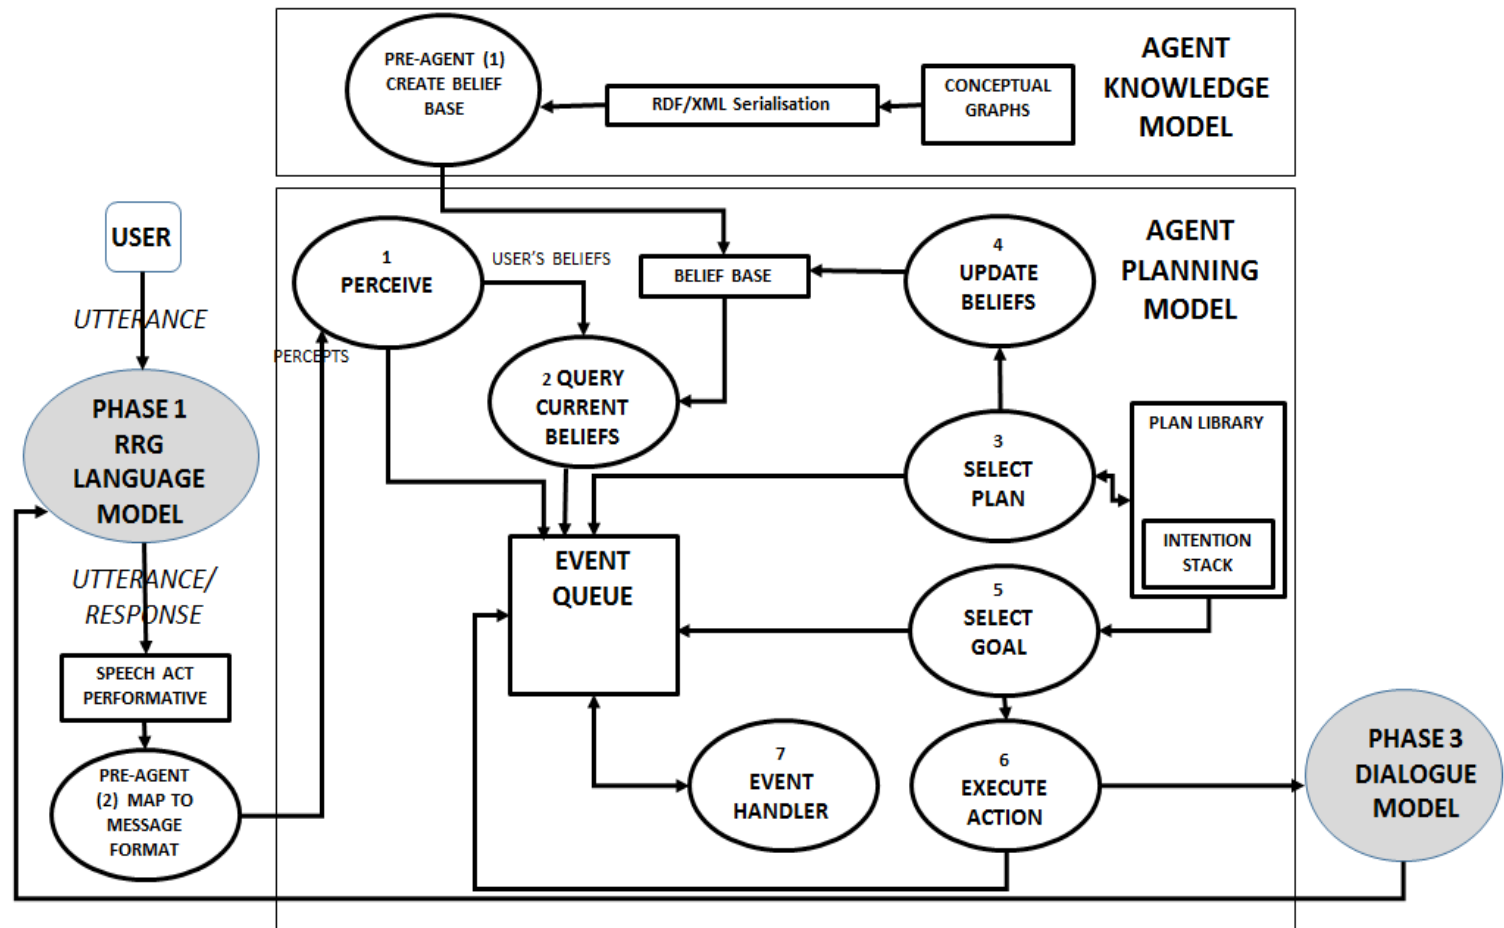 PRE-AGENT (1)
CREATE BELIEF
BASE
RDF/XML Serialisation
CONCEPTUAL
GRAPHS
AGENT
KNOWLEDGE
MODEL
USER
UTTERANCE
PHASE 1
RRG
LANGUAGE
MODEL
UTTERANCE/
RESPONSE
SPEECH ACT
PERFORMATIVE
PRE-AGENT
(2) MAP TO
MESSAGE
FORMAT
PERCEPTS
1
PERCEIVE
USER'S BELIEFS
BELIEF BASE
2 QUERY
CURRENT
BELIEFS
4
UPDATE
BELIEFS
AGENT
PLANNING
MODEL
3
SELECT
PLAN
PLAN LIBRARY
INTENTION
STACK
EVENT
QUEUE
5
SELECT
GOAL
7
EVENT
HANDLER
6
EXECUTE
ACTION
PHASE 3
DIALOGUE
MODEL